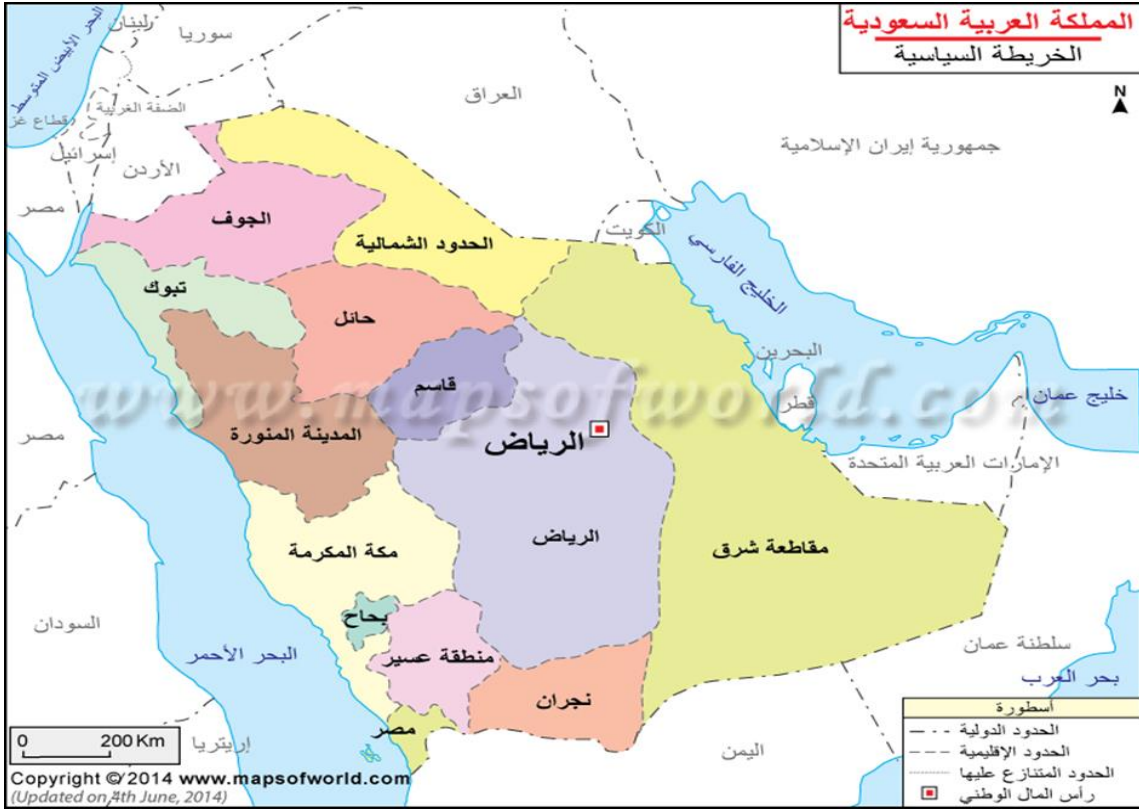 المملكة العربية السعودية
الخريطة السياسية
N
البحر الأبيض المتوسط
لبنان
سوريا
العراق
جمهورية إيران الإسلامية
الضفة الغربية
قطاع غز
إسرائيل
الأردن
مصر
الجوف
الحدود الشمالية
الكويت
الخليج الفارسي
تبوك
حائل
قاسم
البحرين
قطر
خليج عمان
www.mapsofworld.com
مصر
المدينة المنورة
الرياض
الإمارات العربية المتحدة
مكة المكرمة
الرياض
مقاطعة شرق
السودان
البحر الأحمر
بحاح
منطقة عسير
نجران
مصر
سلطنة عمان
بحر العرب
إريتريا
اليمن
أسطورة
الحدود الدولية
الحدود الإقليمية
الحدود المتنازع عليها
رأس المال الوطني
0 200 Km
Copyright © 2014 www.mapsofworld.com
(Updated on 4th June, 2014)